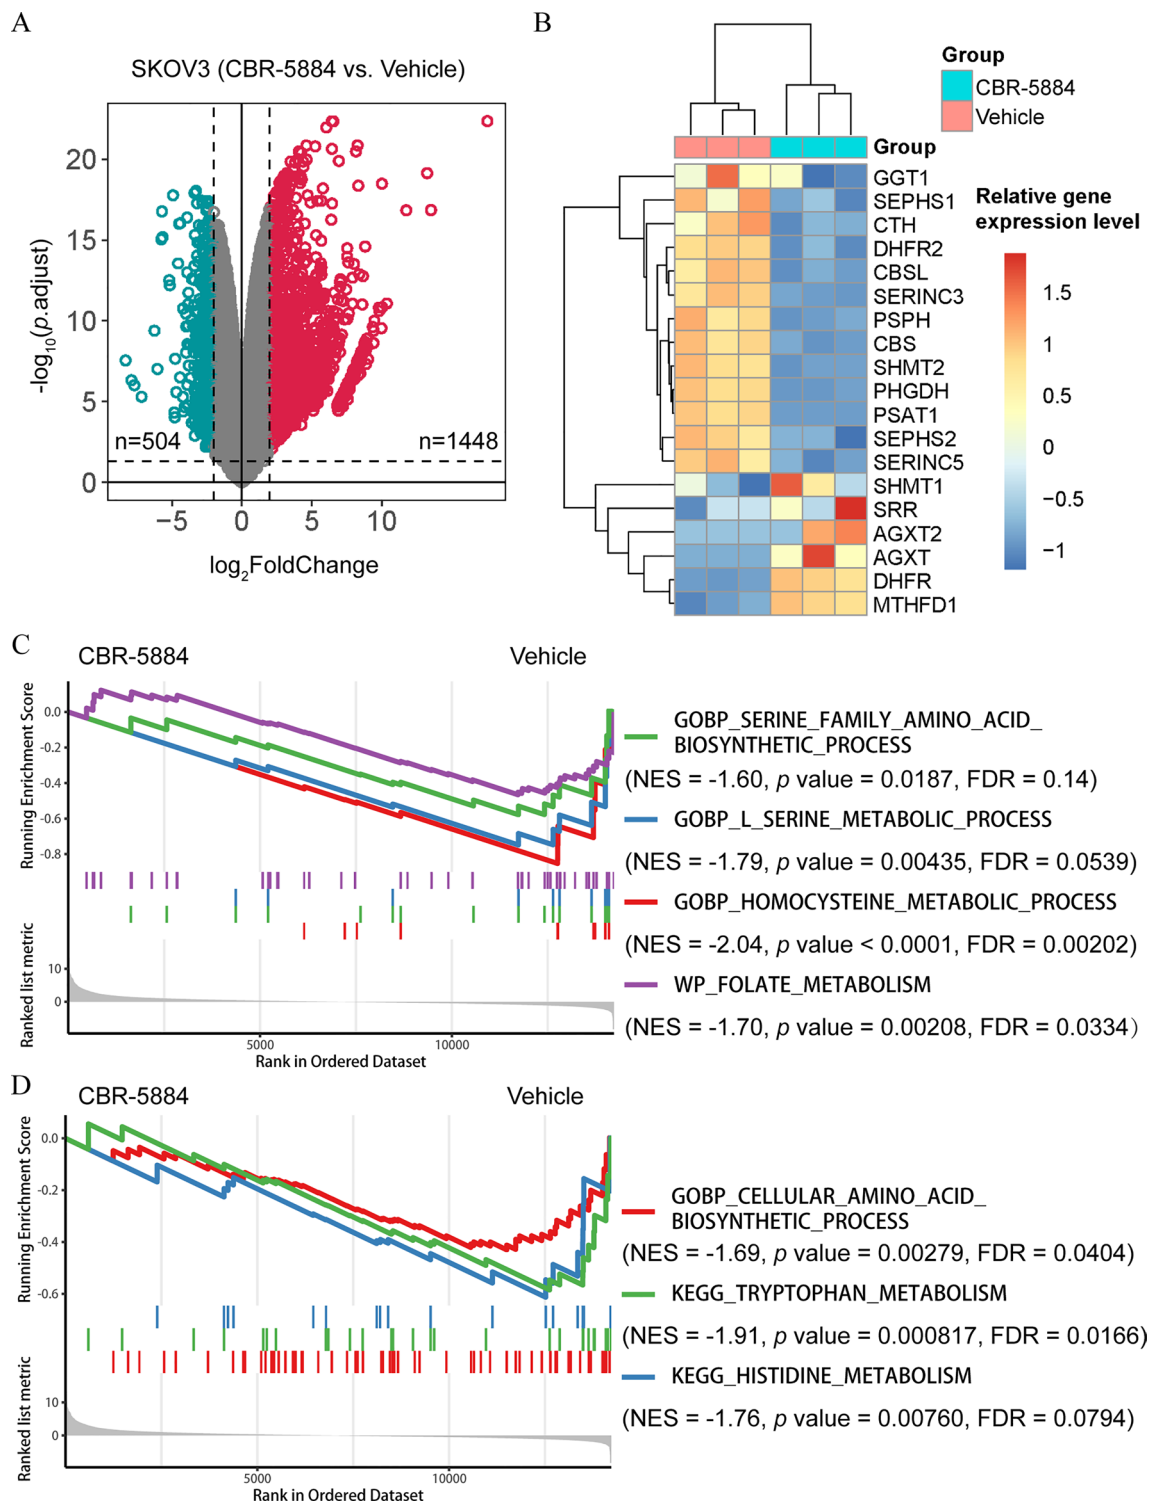 A
SKOV3 (CBR-5884 vs. Vehicle)
-log10(p.adjust)
20
15
10
5
0
n=504
n=1448
−5
0
5
10
log2FoldChange
B
Group
CBR-5884
Vehicle
Group
GGT1
SEPHS1
CTH
DHFR2
CBSL
SERINC3
PSPH
CBS
SHMT2
PHGDH
PSAT1
SEPHS2
SERINC5
SHMT1
SRR
AGXT2
AGXT
DHFR
MTHFD1
Relative gene
expression level
1.5
1
0.5
0
−0.5
−1
C
CBR-5884
Vehicle
Running Enrichment Score
0.0
-0.2
-0.4
-0.6
-0.8
Ranked list metric
10
0
5000
10000
Rank in Ordered Dataset
GOBP_SERINE_FAMILY_AMINO_ACID_
BIOSYNTHETIC_PROCESS
(NES = -1.60, p value = 0.0187, FDR = 0.14)
GOBP_L_SERINE_METABOLIC_PROCESS
(NES = -1.79, p value = 0.00435, FDR = 0.0539)
GOBP_HOMOCYSTEINE_METABOLIC_PROCESS
(NES = -2.04, p value < 0.0001, FDR = 0.00202)
WP_FOLATE_METABOLISM
(NES = -1.70, p value = 0.00208, FDR = 0.0334)
D
CBR-5884
Vehicle
Running Enrichment Score
0.0
-0.2
-0.4
-0.6
Ranked list metric
10
0
5000
10000
Rank in Ordered Dataset
GOBP_CELLULAR_AMINO_ACID_
BIOSYNTHETIC_PROCESS
(NES = -1.69, p value = 0.00279, FDR = 0.0404)
KEGG_TRYPTOPHAN_METABOLISM
(NES = -1.91, p value = 0.000817, FDR = 0.0166)
KEGG_HISTIDINE_METABOLISM
(NES = -1.76, p value = 0.00760, FDR = 0.0794)